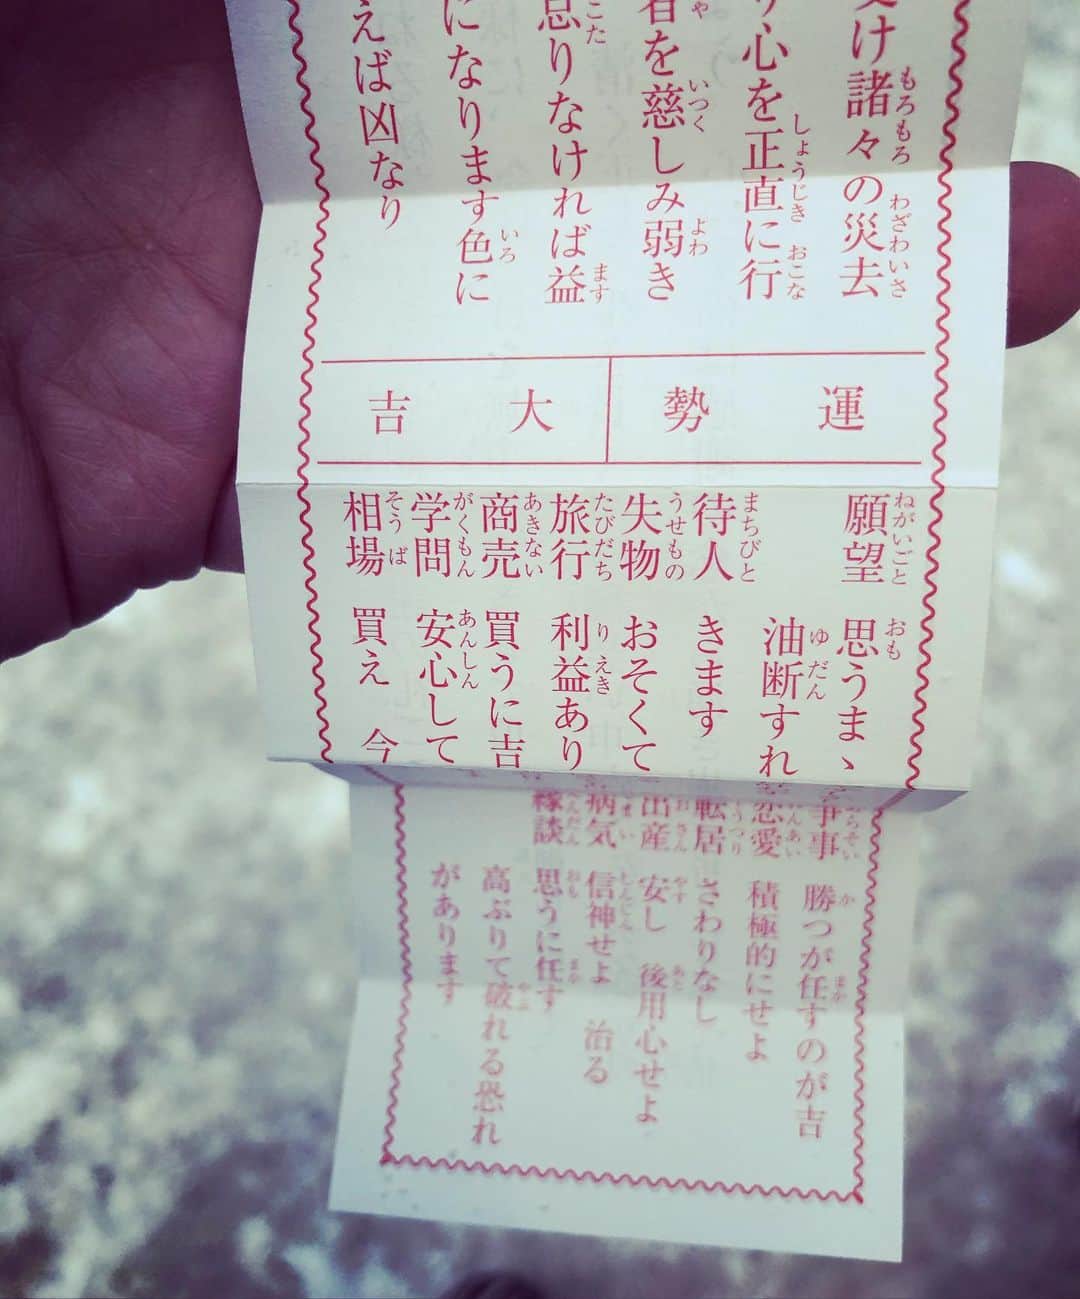 け諸々の災去
り心を正直に行
者を慈しみ弱き
怠りなければ益
になります色に
えば凶なり
運勢 大吉
願望 思うまゝ
油断すれ
待人 きます
失物 おそくて
旅行 利益あり
商売 買うに吉
学問 安心して
相場 買え 今
争事 勝つが任すのが吉
恋愛 積極的にせよ
転居 さわりなし
出産 安し 後用心せよ
病気 信神せよ 治る
縁談 思うに任す
高ぶりて破れる恐れ
があります